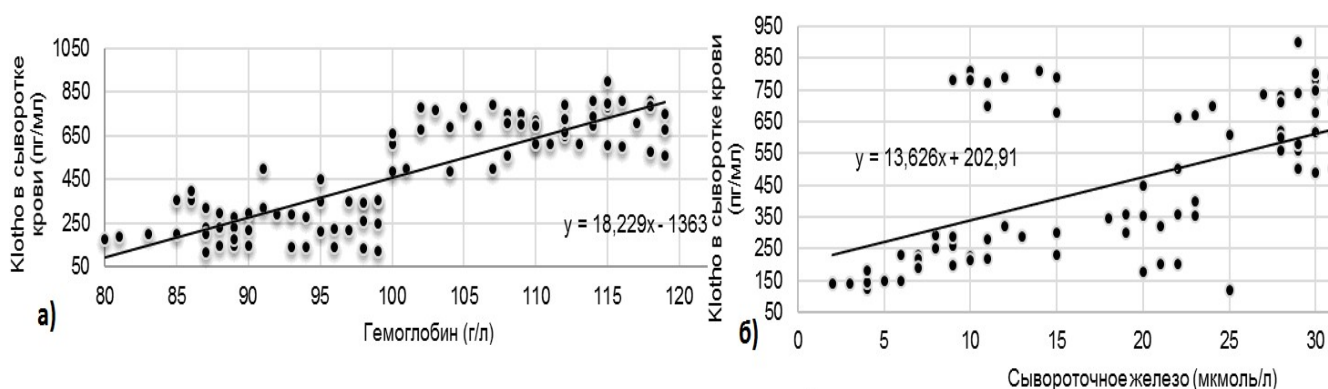 Klotho в сыворотке
крови (пг/мл)
1050
850
650
450
250
50
y = 18,229x - 1363
80 85 90 95 100 105 110 115 120
Гемоглобин (г/л)
а)
Klotho в сыворотке крови
(пг/мл)
950
850
750
650
550
450
350
250
150
50
y = 13,626x + 202,91
0 5 10 15 20 25 30
Сывороточное железо (мкмоль/л)
б)